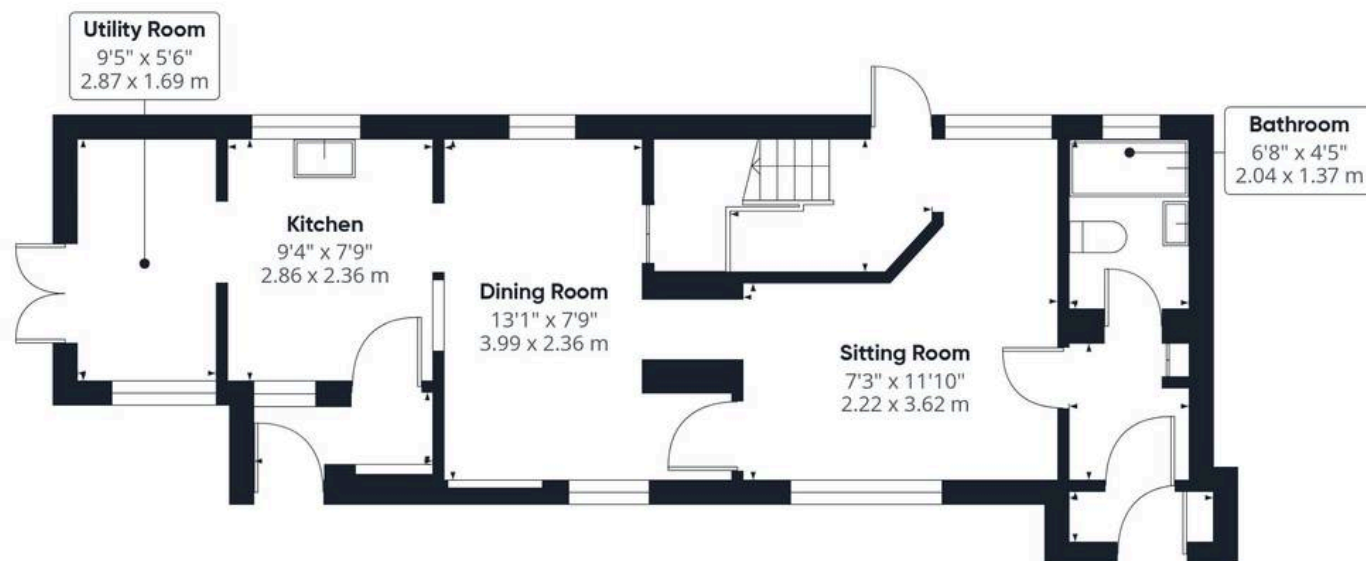 Utility Room
9'5" x 5'6"
2.87 x 1.69 m
Bathroom
6'8" x 4'5"
2.04 x 1.37 m
Kitchen
9'4" x 7'9"
2.86 x 2.36 m
Dining Room
13'1" x 7'9"
3.99 x 2.36 m
Sitting Room
7'3" x 11'10"
2.22 x 3.62 m